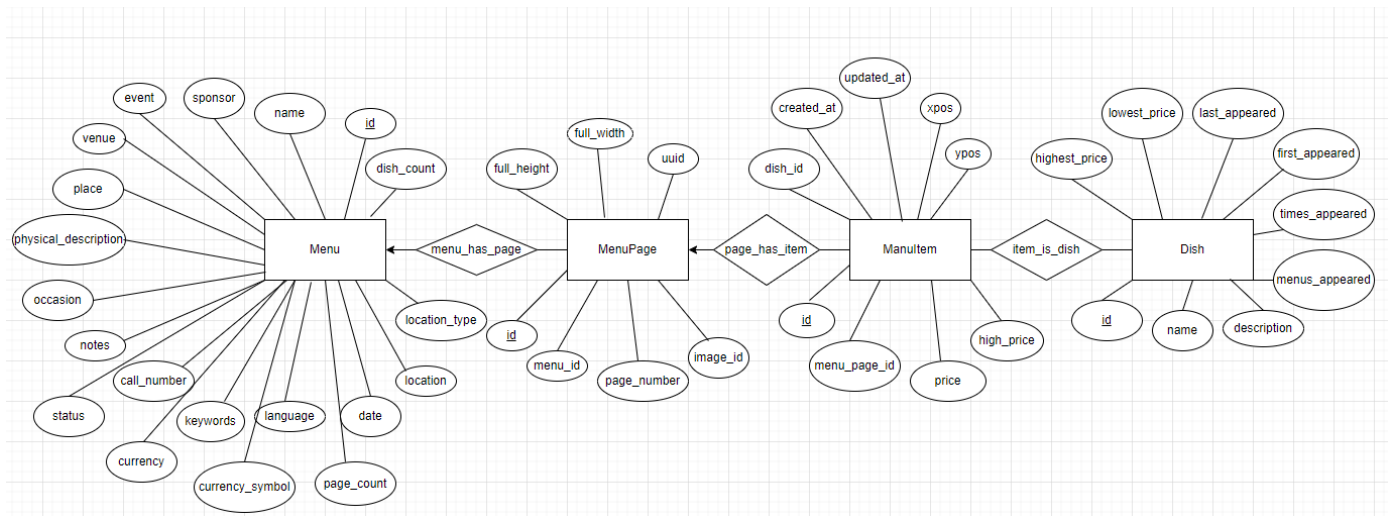 updated_at
event
sponsor
created_at
xpos
name
lowest_price
last_appeared
id
venue
full_width
ypos
first_appeared
uuid
highest_price
dish_count
full_height
dish_id
place
times_appeared
physical_description
Menu
menu_has_page
MenuPage
page_has_item
ManuItem
item_is_dish
Dish
menus_appeared
occasion
location_type
id
id
id
name
description
notes
high_price
call_number
location
menu_id
page_number
image_id
menu_page_id
price
status
keywords
language
date
currency
currency_symbol
page_count